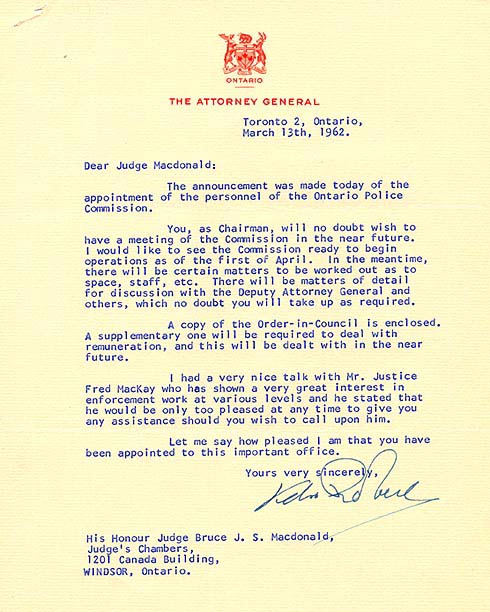 ONTARIO
THE ATTORNEY GENERAL
Toronto 2, Ontario,
March 13th, 1962.
Dear Judge Macdonald:
The announcement was made today of the
appointment of the personnel of the Ontario Police
Commission.
You, as Chairman, will no doubt wish to
have a meeting of the Commission in the near future.
I would like to see the Commission ready to begin
operations as of the first of April. In the meantime,
there will be certain matters to be worked out as to
space, staff, etc. There will be matters of detail
for discussion with the Deputy Attorney General and
others, which no doubt you will take up as required.
A copy of the Order-in-Council is enclosed.
A supplementary one will be required to deal with
remuneration, and this will be dealt with in the near
future.
I had a very nice talk with Mr. Justice
Fred MacKay who has shown a very great interest in
enforcement work at various levels and he stated that
he would be only too pleased at any time to give you
any assistance should you wish to call upon him.
Let me say how pleased I am that you have
been appointed to this important office.
Yours very sincerely,
His Honour Judge Bruce J. S. Macdonald,
Judge's Chambers,
1201 Canada Building,
WINDSOR, Ontario.